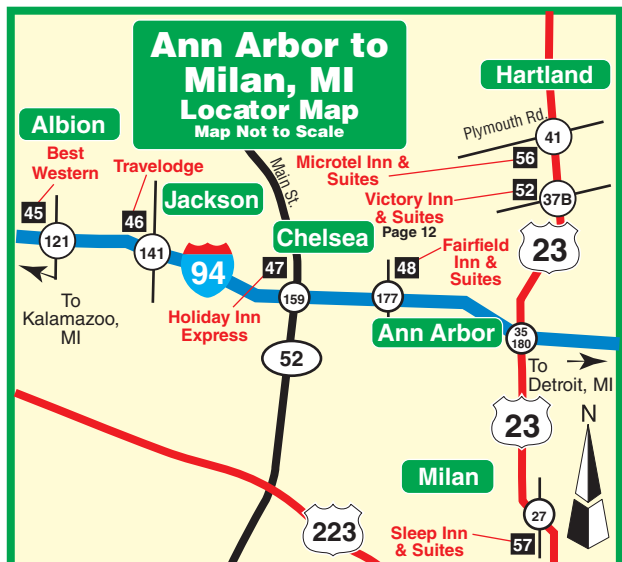 Ann Arbor to
Milan, MI
Locator Map
Map Not to Scale
Hartland
Plymouth Rd.
41
Albion
Best
Western
Travelodge
Main St.
Microtel Inn &
Suites
56
Jackson
Victory Inn
& Suites
52
37B
Page 12
45
46
121
141
94
Chelsea
47
48
Fairfield
Inn &
Suites
23
To
Kalamazoo,
MI
Holiday Inn
Express
159
177
Ann Arbor
35
180
52
To
Detroit, MI
23
N
Milan
27
223
Sleep Inn
& Suites
57